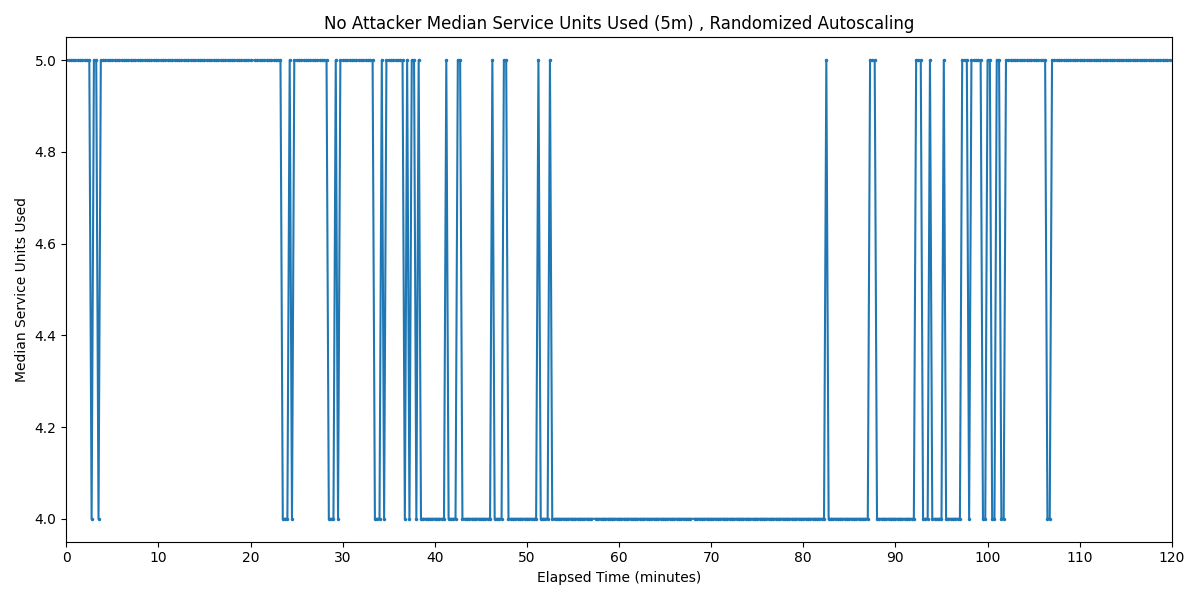 No Attacker Median Service Units Used (5m) , Randomized Autoscaling
Median Service Units Used
5.0
4.8
4.6
4.4
4.2
4.0
0 10 20 30 40 50 60 70 80 90 100 110 120
Elapsed Time (minutes)